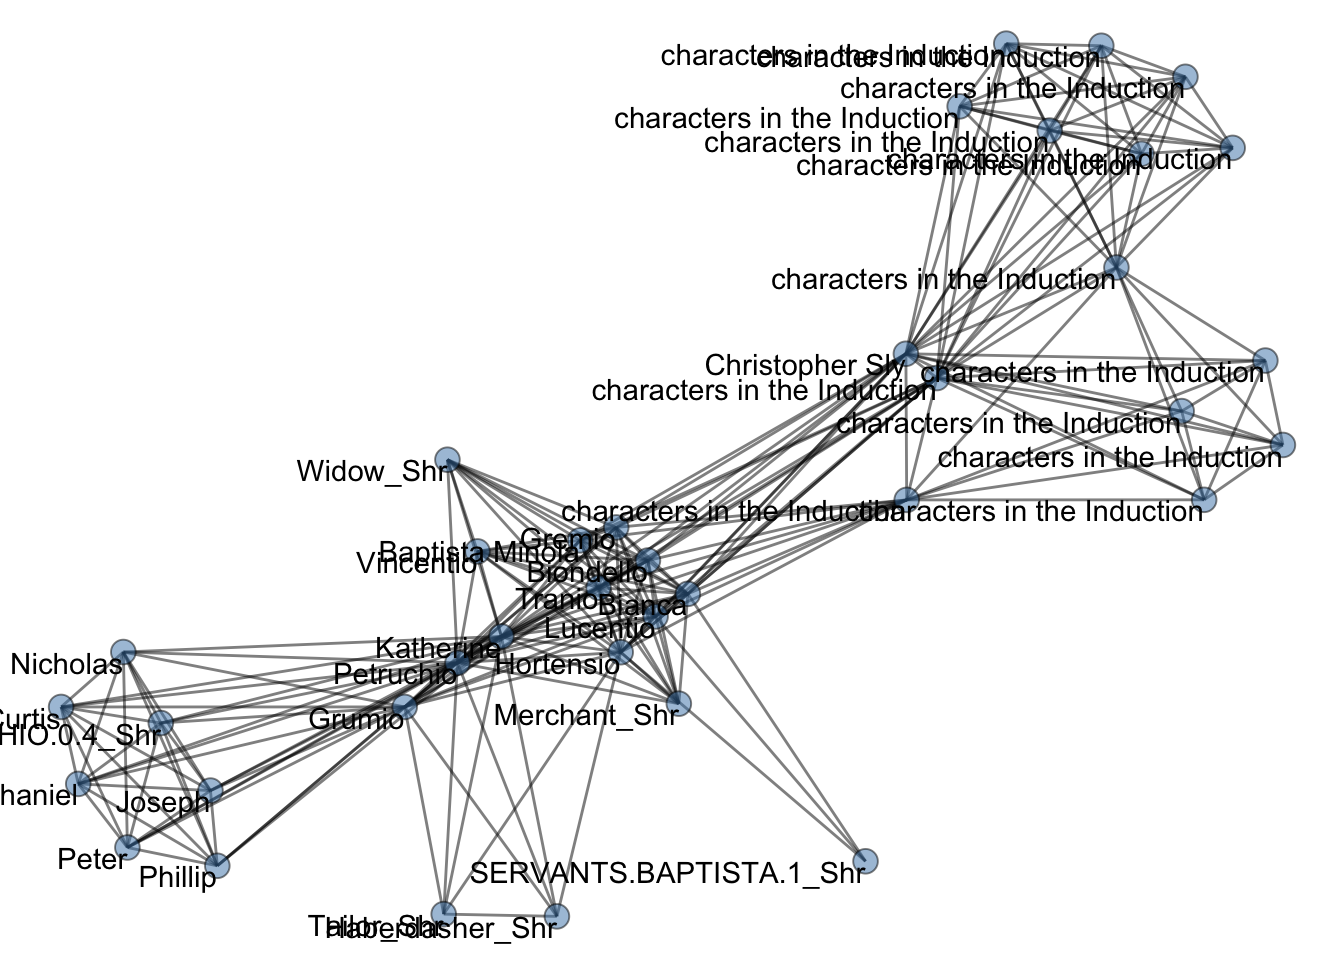 characters in the Induction
characters in the Induction
characters in the Induction
characters in the Induction
characters in the Induction
characters in the Induction
characters in the Induction
characters in the Induction
Christopher Sly
characters in the Induction
characters in the Induction
characters in the Induction
characters in the Induction
Widow_Shr
characters in the Induction
characters in the Induction
Gremio
Baptista Minola
Vincentio
Biondello
Tranio
Bianca
Lucentio
Katherine
Hortensio
Nicholas
Petruchio
Merchant_Shr
Grumio
Curtis
HIO.0.4_Shr
haniel
Joseph
Peter
Phillip
SERVANTS.BAPTISTA.1_Shr
Tailor_Shr
Haberdasher_Shr